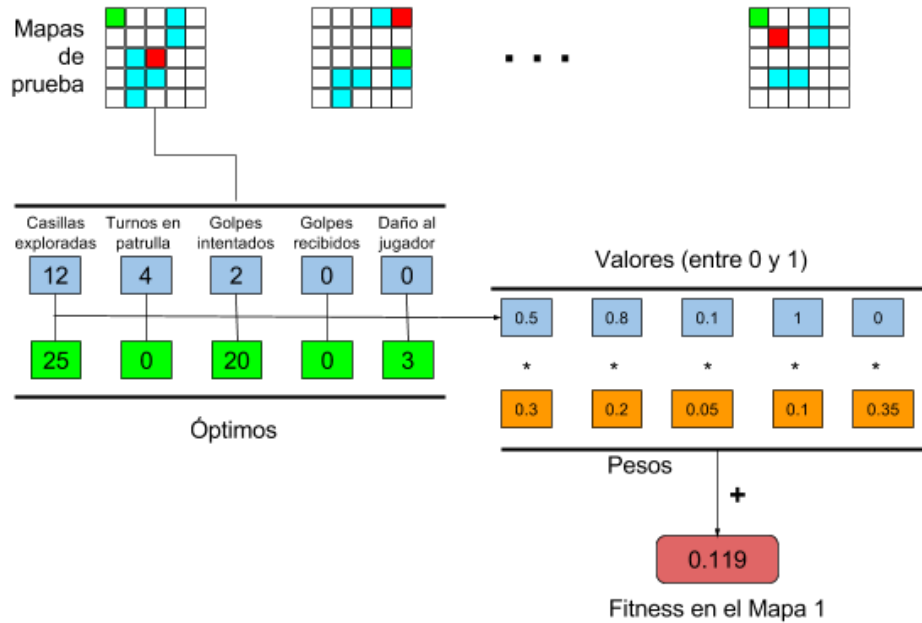 Mapas
de
prueba
. . .
Casillas exploradas
Turnos en patrulla
Golpes intentados
Golpes recibidos
Daño al jugador
12 4 2 0 0
25 0 20 0 3
Óptimos
Valores (entre 0 y 1)
0.5 0.8 0.1 1 0
* * * * *
0.3 0.2 0.05 0.1 0.35
Pesos
+
0.119
Fitness en el Mapa 1